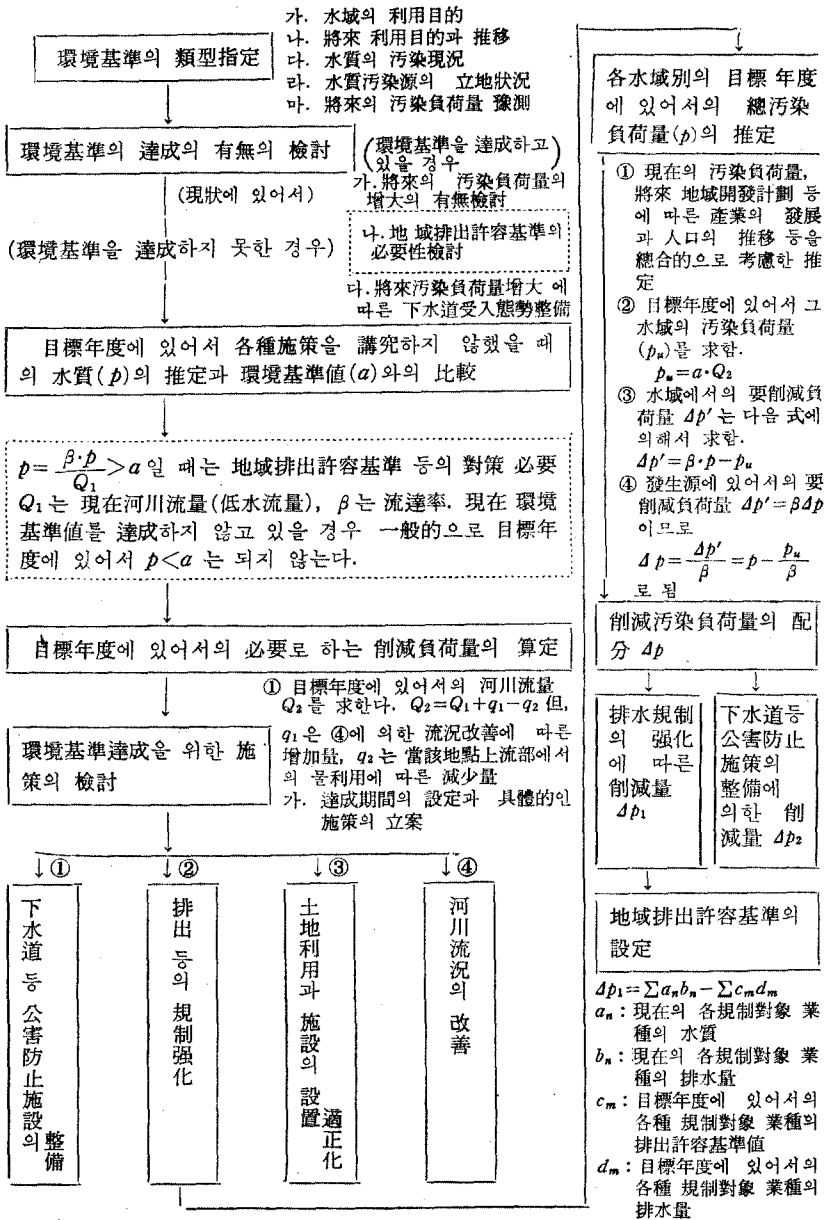 環境基準의 類型指定
가. 水域의 利用目的
나. 將來 利用目的과 推移
다. 水質의 汚染現況
라. 水質汚染源의 立地狀況
마. 將來의 汚染負荷量 豫測
環境基準의 達成의 有無의 檢討
(環境基準을 達成하고
있을 경우)
가. 將來의 汚染負荷量의
增大의 有無檢討
(現狀에 있어서)
나. 地域排出許容基準의
必要性檢討
(環境基準을 達成하지 못한 경우)
다. 將來汚染負荷量增大에
따른 下水道受入態勢整備
目標年度에 있어서 各種施策을 講究하지 않했을 때
의 水質(p)의 推定과 環境基準値(a)와의 比較
p=β·p/Q₁>a일 때는 地域排出許容基準 등의 對策 必要
Q₁는 現在河川流量(低水流量), β는 流達率. 現在 環境
基準値를 達成하지 않고 있을 경우 一般的으로 目標年
度에 있어서 p<a 는 되지 않는다.
目標年度에 있어서의 必要로 하는 削減負荷量의 算定
① 目標年度에 있어서의 河川流量
Q₂를 求한다. Q₂=Q₁+q₁−q₂ 但,
q₁은 ④에 의한 流況改善에 따른
增加量, q₂는 當該地點上流部에서
의 물利用에 따른 減少量
가. 達成期間의 設定과 具體的인
施策의 立案
環境基準達成을 위한 施
策의 檢討
↓①
↓②
↓③
↓④
下水道 등 公害防止施設의 整備
排出 등의 規制强化
土地利用과 施設의 設置 適正化
河川流況의 改善
各水域別의 目標 年度
에 있어서의 總汚染
負荷量(p)의 推定
① 現在의 汚染負荷量,
將來 地域開發計劃 등
에 따른 産業의 發展
과 人口의 推移 등을
總合的으로 考慮한 推
定
② 目標年度에 있어서 그
水域의 汚染負荷量
(pᵤ)를 求함.
pᵤ=a·Q₂
③ 水域에서의 要削減負
荷量 Δp′는 다음 式에
의해서 求함.
Δp′=β·p−pᵤ
④ 發生源에 있어서의 要
削減負荷量 Δp′=βΔp
이므로
Δp=Δp′/β=p−pᵤ/β
로 됨
削減汚染負荷量의 配
分 Δp
排水規制
의 强化
에 따른
削減量
Δp₁
下水道등
公害防止
施策의
整備에
의한 削
減量 Δp₂
地域排出許容基準의
設定
Δp₁=∑aₙbₙ−∑cₘdₘ
aₙ: 現在의 各規制對象 業
種의 水質
bₙ: 現在의 各規制對象 業
種의 排水量
cₘ: 目標年度에 있어서의
各種 規制對象 業種의
排出許容基準値
dₘ: 目標年度에 있어서의
各種 規制對象 業種의
排水量